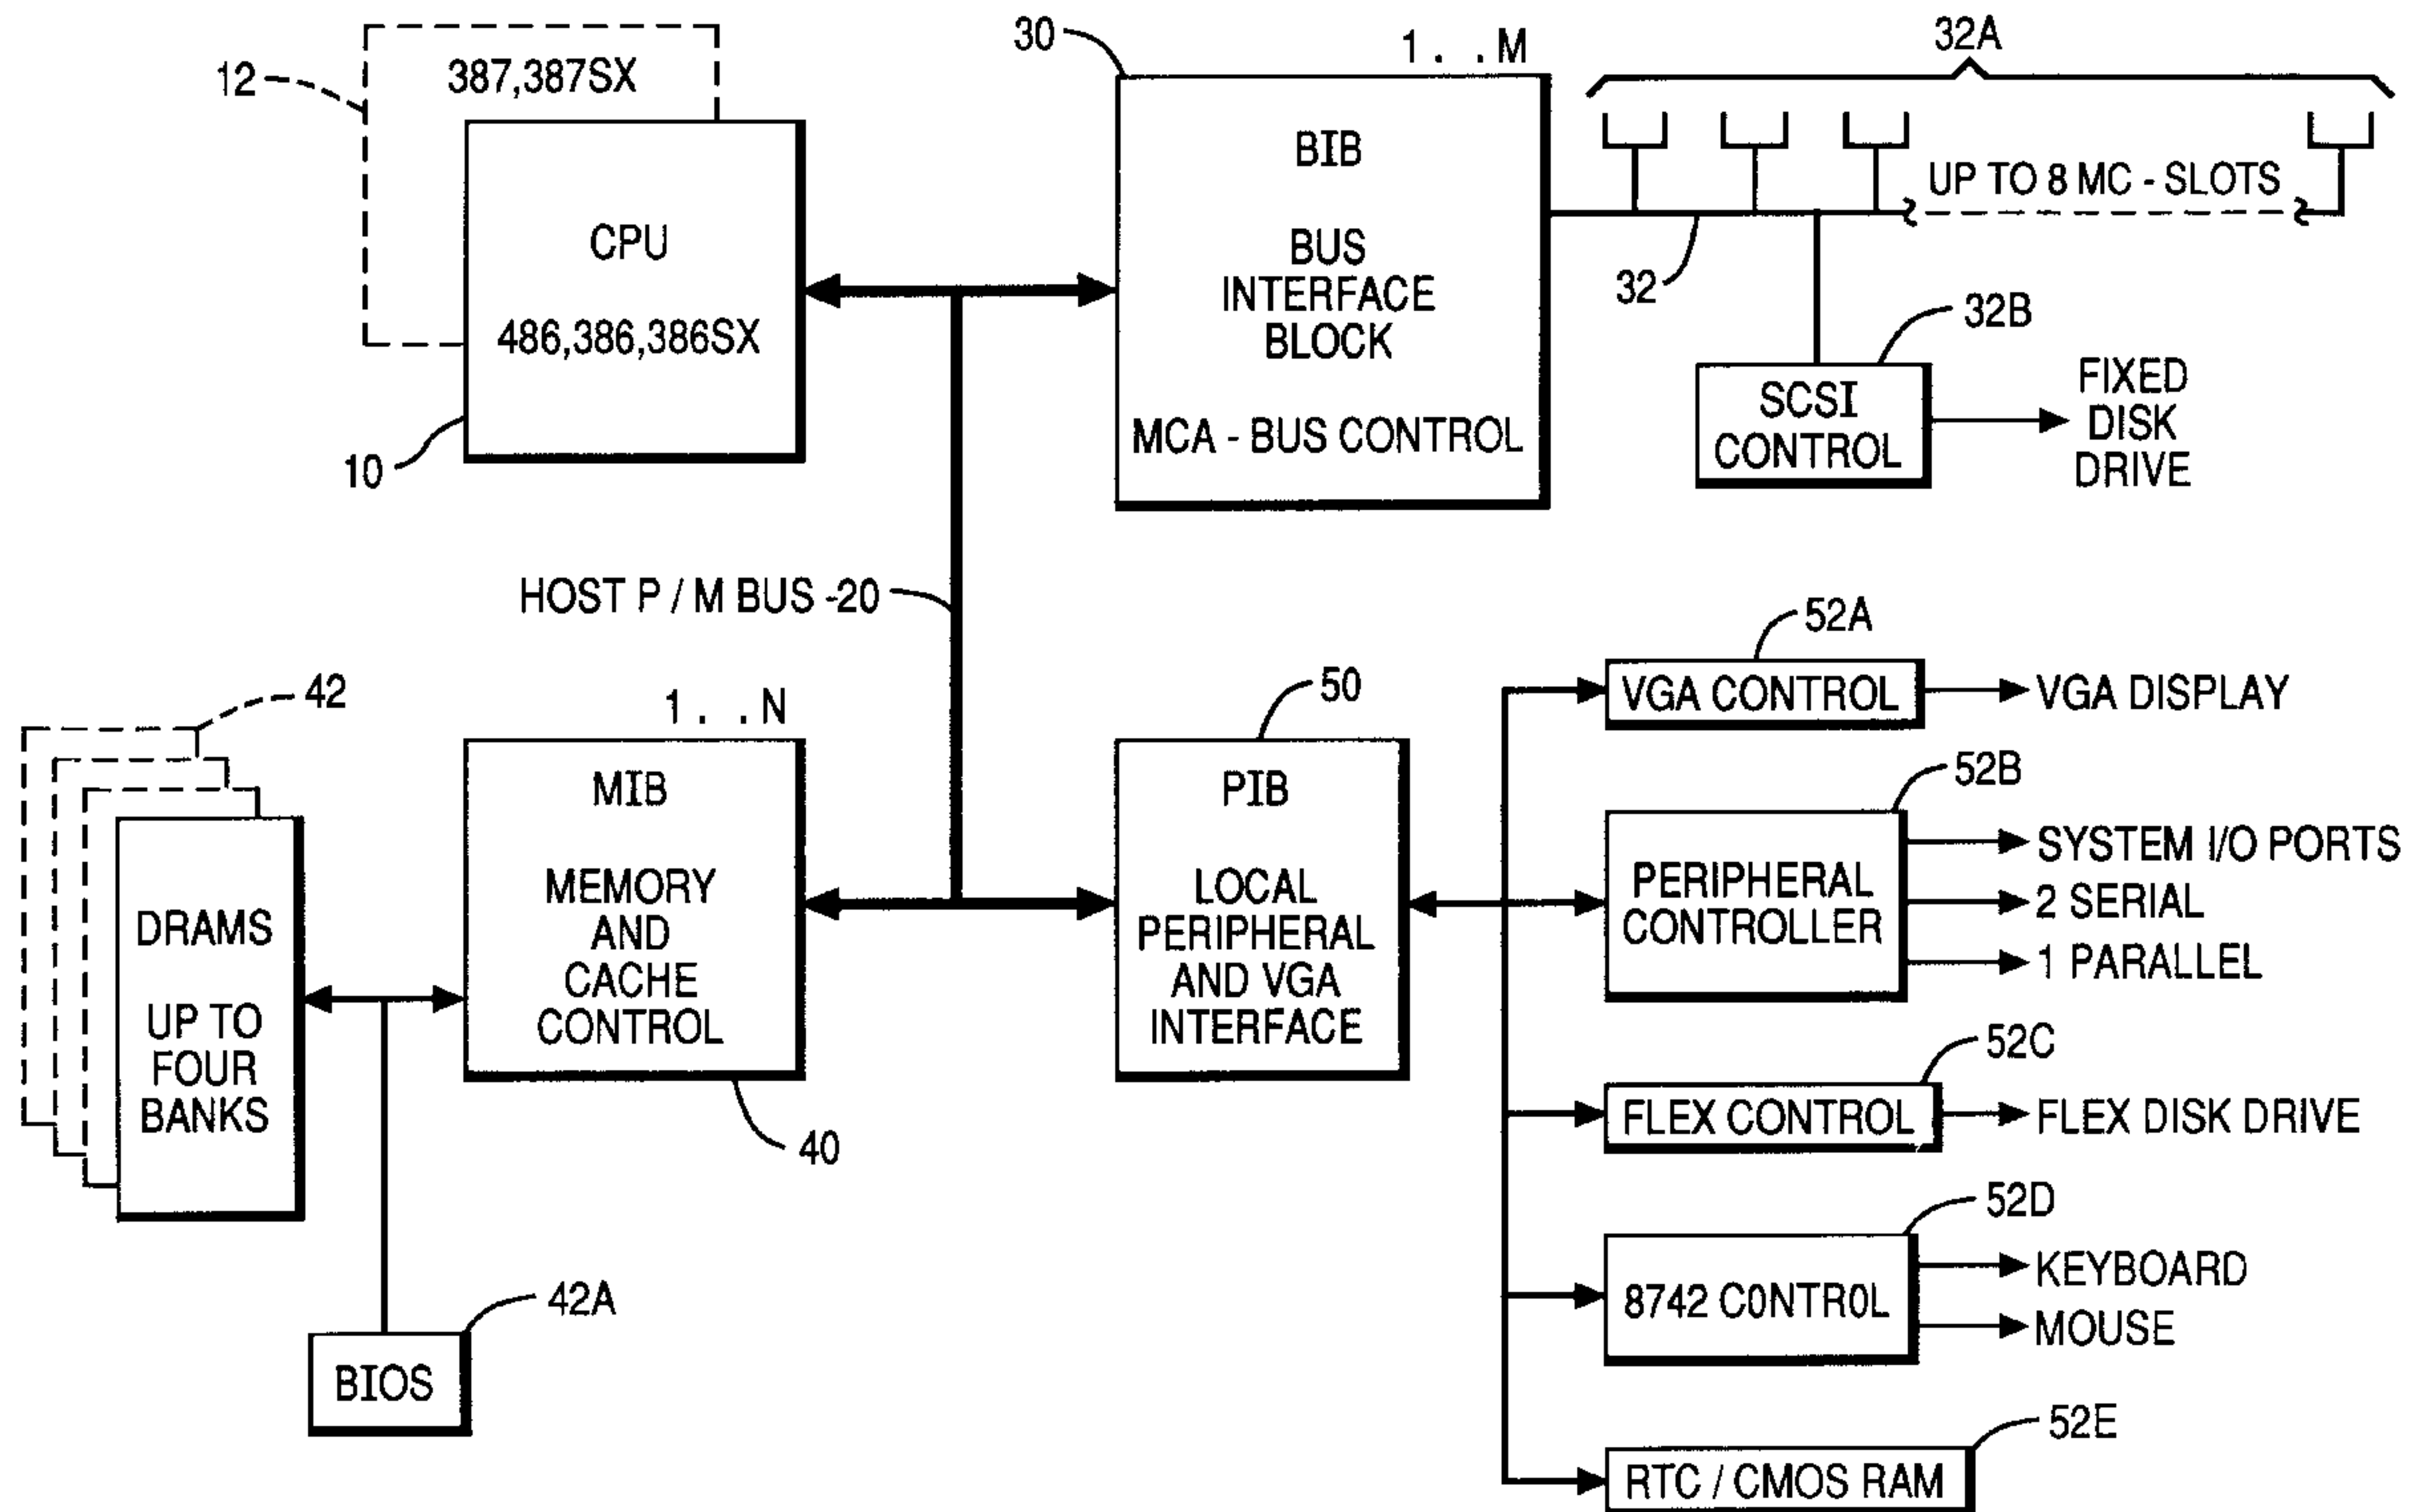 12
387,387SX
CPU
486,386,386SX
10
30
1. ..M
BIB
BUS
INTERFACE
BLOCK
MCA - BUS CONTROL
32A
UP TO 8 MC - SLOTS
32
32B
SCSI
CONTROL
FIXED
DISK
DRIVE
HOST P / M BUS -20
42
DRAMS
UP TO
FOUR
BANKS
1. ..N
MIB
MEMORY
AND
CACHE
CONTROL
40
42A
BIOS
50
PIB
LOCAL
PERIPHERAL
AND VGA
INTERFACE
52A
VGA CONTROL
VGA DISPLAY
52B
PERIPHERAL
CONTROLLER
SYSTEM I/O PORTS
2 SERIAL
1 PARALLEL
52C
FLEX CONTROL
FLEX DISK DRIVE
52D
8742 C0NTR0L
KEYBOARD
MOUSE
52E
RTC / CMOS RAM